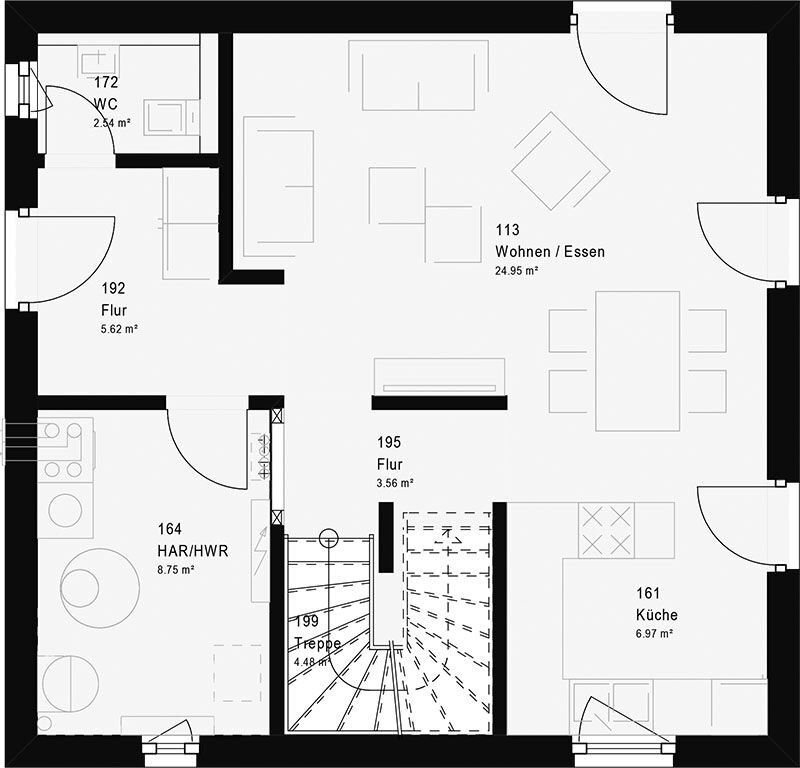 172
WC
2.54 m²
113
Wohnen / Essen
24.95 m²
192
Flur
5.62 m²
195
Flur
3.56 m²
164
HAR/HWR
8.75 m²
199
Treppe
4.48 m²
161
Küche
6.97 m²